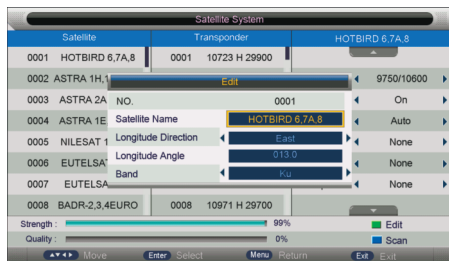 Satellite System
Satellite Transponder HOTBIRD 6,7A,8
0001 HOTBIRD 6,7A,8 0001 10723 H 29900
0002 ASTRA 1H,1 9750/10600
Edit
0003 ASTRA 2A On
NO. 0001
0004 ASTRA 1E Auto
Satellite Name HOTBIRD 6,7A,8
0005 NILESAT 1 None
Longitude Direction East
0006 EUTELSA None
Longitude Angle 013.0
0007 EUTELSA None
Band Ku
0008 BADR-2,3,4EURO 0008 10971 H 29700
Strength : 99% Edit
Quality : 0% Scan
Move Enter Select Menu Return Exit Exit